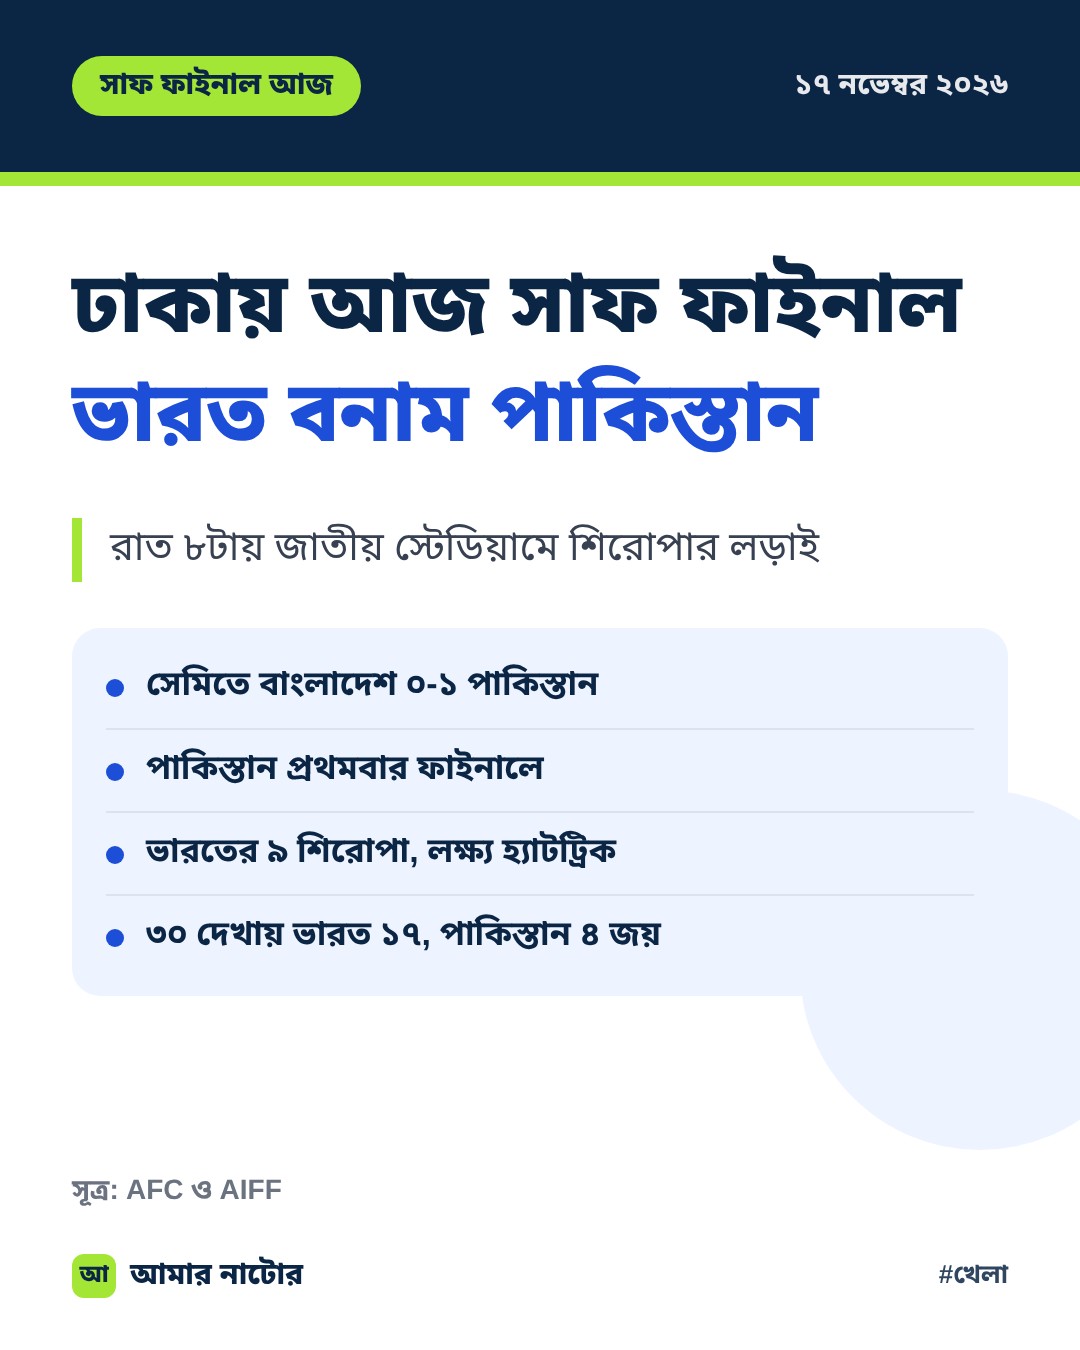 সাফ ফাইনাল আজ
১৭ নভেম্বর ২০২৬
ঢাকায় আজ সাফ ফাইনাল
ভারত বনাম পাকিস্তান
রাত ৮টায় জাতীয় স্টেডিয়ামে শিরোপার লড়াই
সেমিতে বাংলাদেশ ০-১ পাকিস্তান
পাকিস্তান প্রথমবার ফাইনালে
ভারতের ৯ শিরোপা, লক্ষ্য হ্যাটট্রিক
৩০ দেখায় ভারত ১৭, পাকিস্তান ৪ জয়
সূত্র: AFC ও AIFF
আ আমার নাটোর
#খেলা